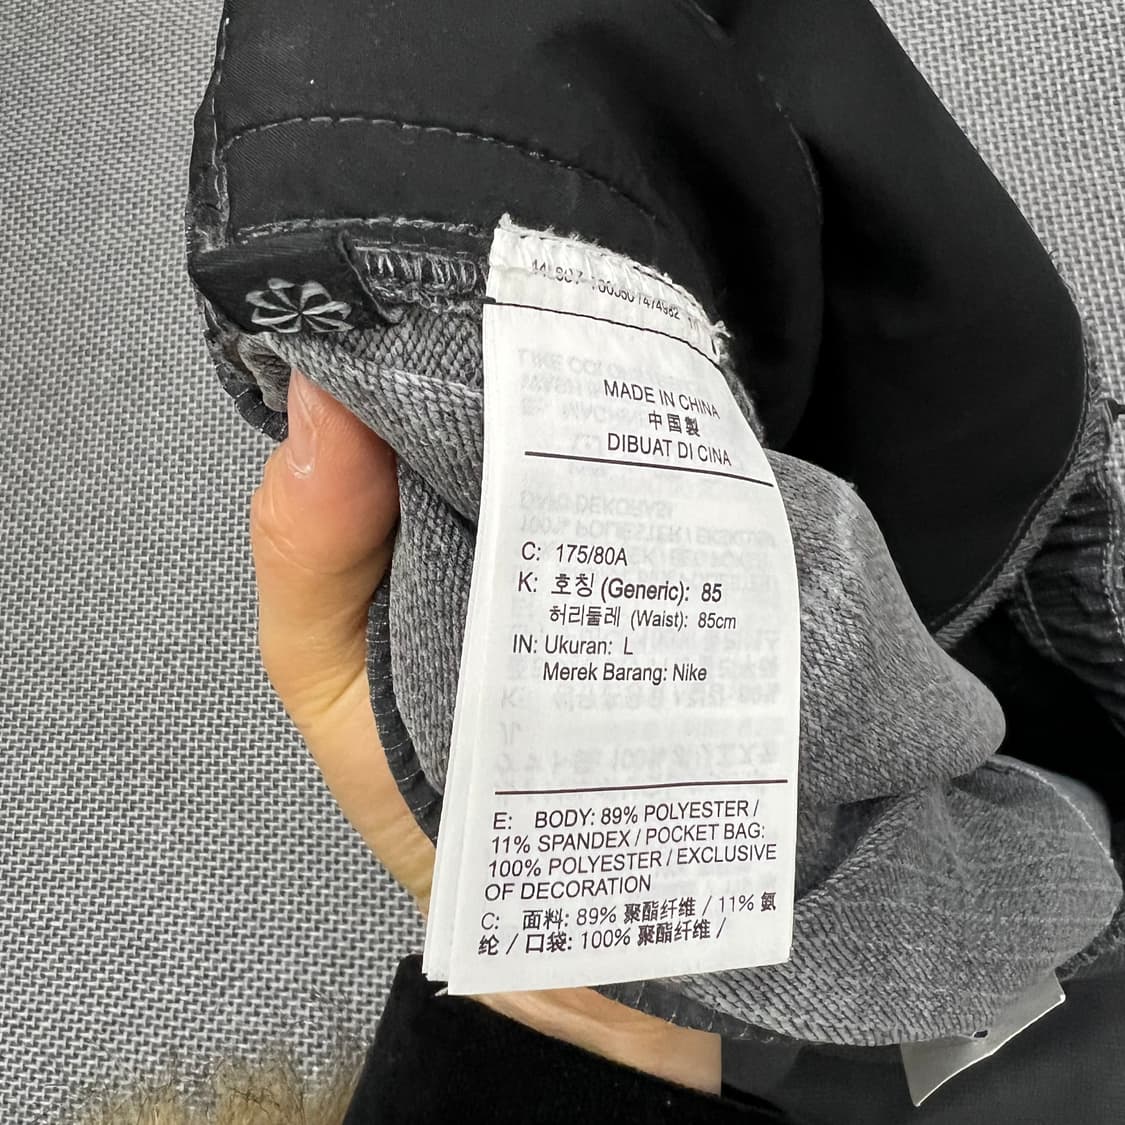 MADE IN CHINA
中国製
DIBUAT DI CINA
C: 175/80A
K: 호칭 (Generic): 85
허리둘레 (Waist): 85cm
IN: Ukuran: L
Merek Barang: Nike
E: BODY: 89% POLYESTER /
11% SPANDEX / POCKET BAG:
100% POLYESTER / EXCLUSIVE
OF DECORATION
C: 面料: 89% 聚酯纤维 / 11% 氨
纶 / 口袋: 100% 聚酯纤维 /